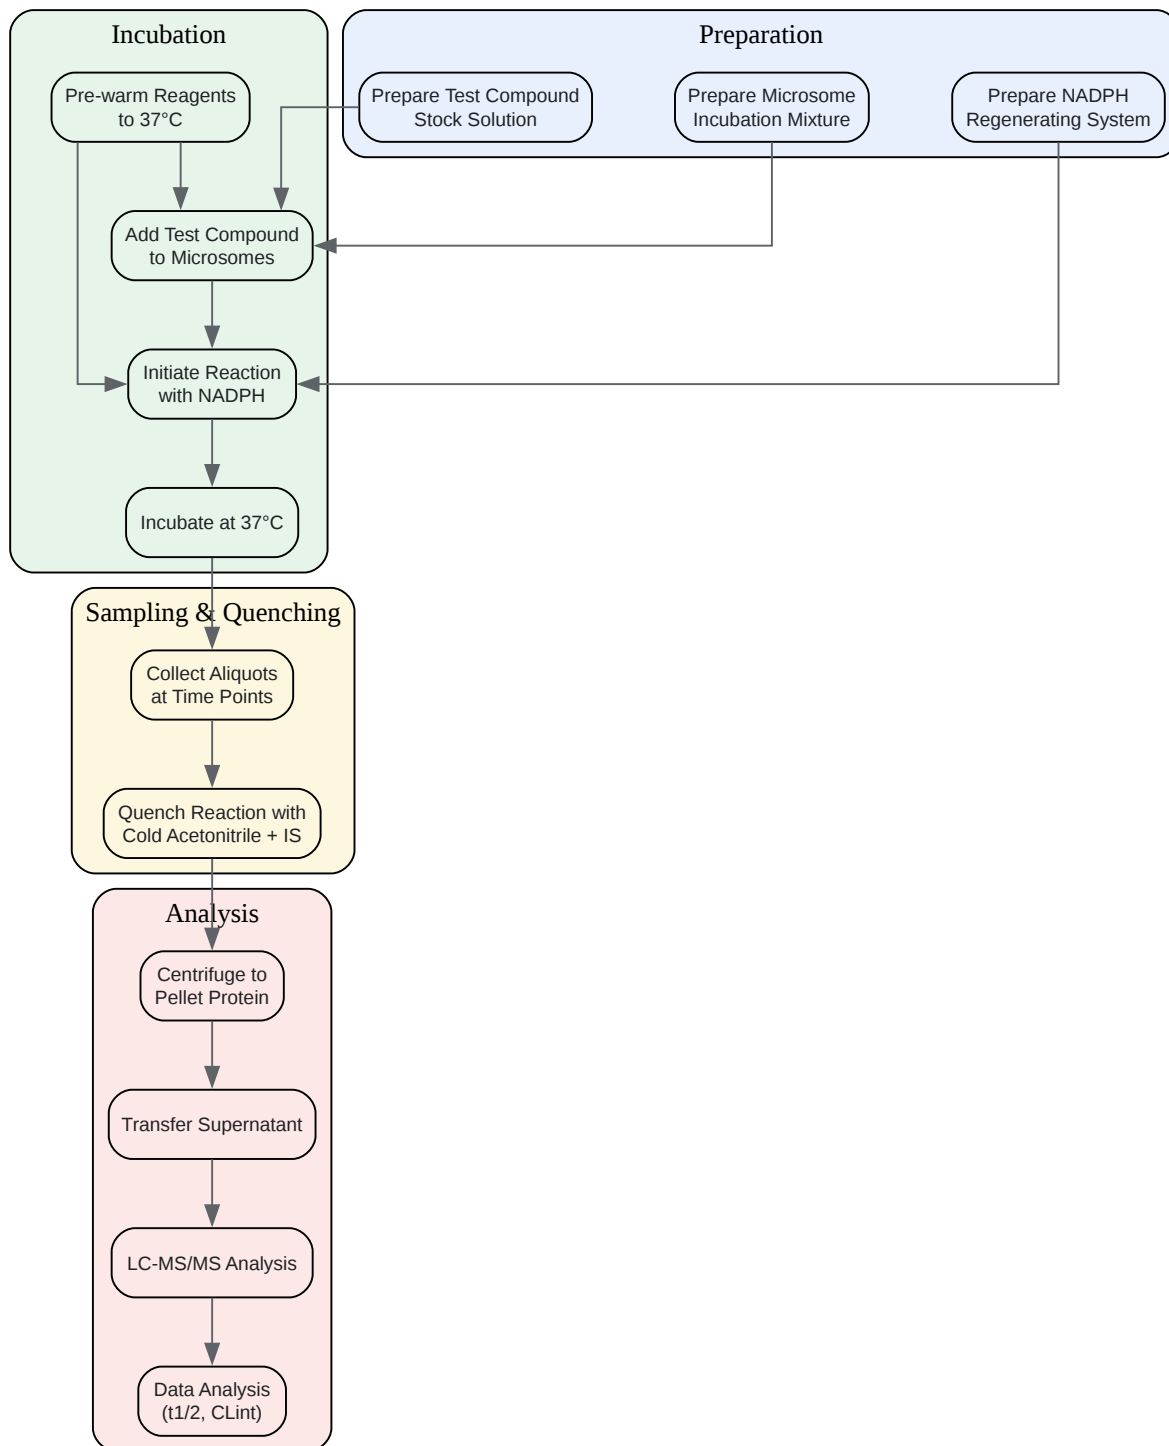 Incubation
Preparation
Pre-warm Reagents
to 37°C
Prepare Test Compound
Stock Solution
Prepare Microsome
Incubation Mixture
Prepare NADPH
Regenerating System
Add Test Compound
to Microsomes
Initiate Reaction
with NADPH
Incubate at 37°C
Sampling & Quenching
Collect Aliquots
at Time Points
Quench Reaction with
Cold Acetonitrile + IS
Analysis
Centrifuge to
Pellet Protein
Transfer Supernatant
LC-MS/MS Analysis
Data Analysis
(t1/2, CLint)